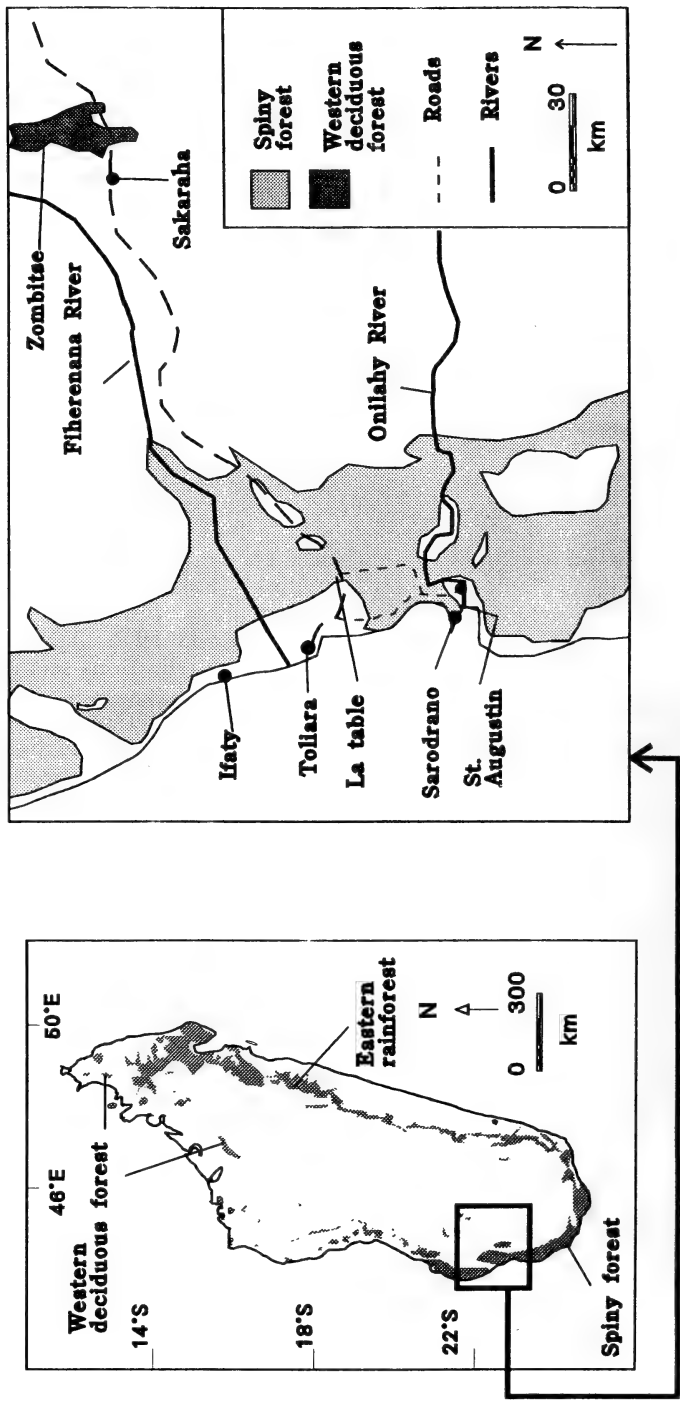 46°E
50°E
14°S
18°S
22°S
Western
deciduous forest
Eastern
rainforest
Spiny forest
N
0 300
km
Zombitse
Fiherenana River
Sakaraha
Ifaty
Toliara
La table
Sarodrano
St.
Augustin
Onilahy River
Spiny
forest
Western
deciduous
forest
Roads
Rivers
N
0 30
km